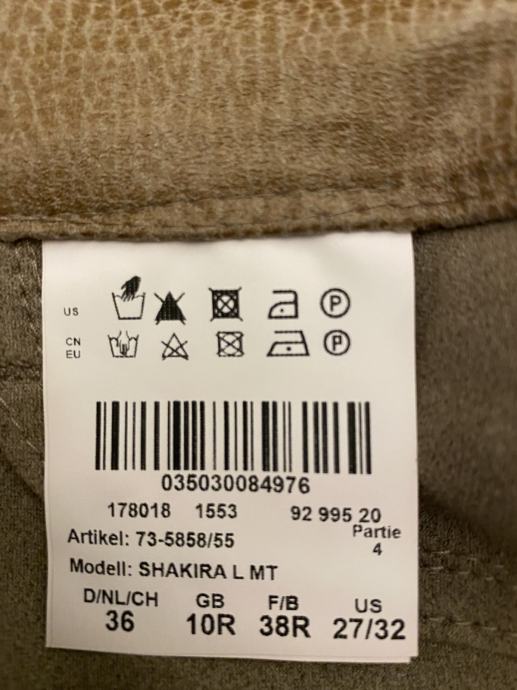 US
P
CN
EU
P
035030084976
178018 1553 92 995 20
Artikel: 73-5858/55 Partie
4
Modell: SHAKIRA L MT
D/NL/CH GB F/B US
36 10R 38R 27/32